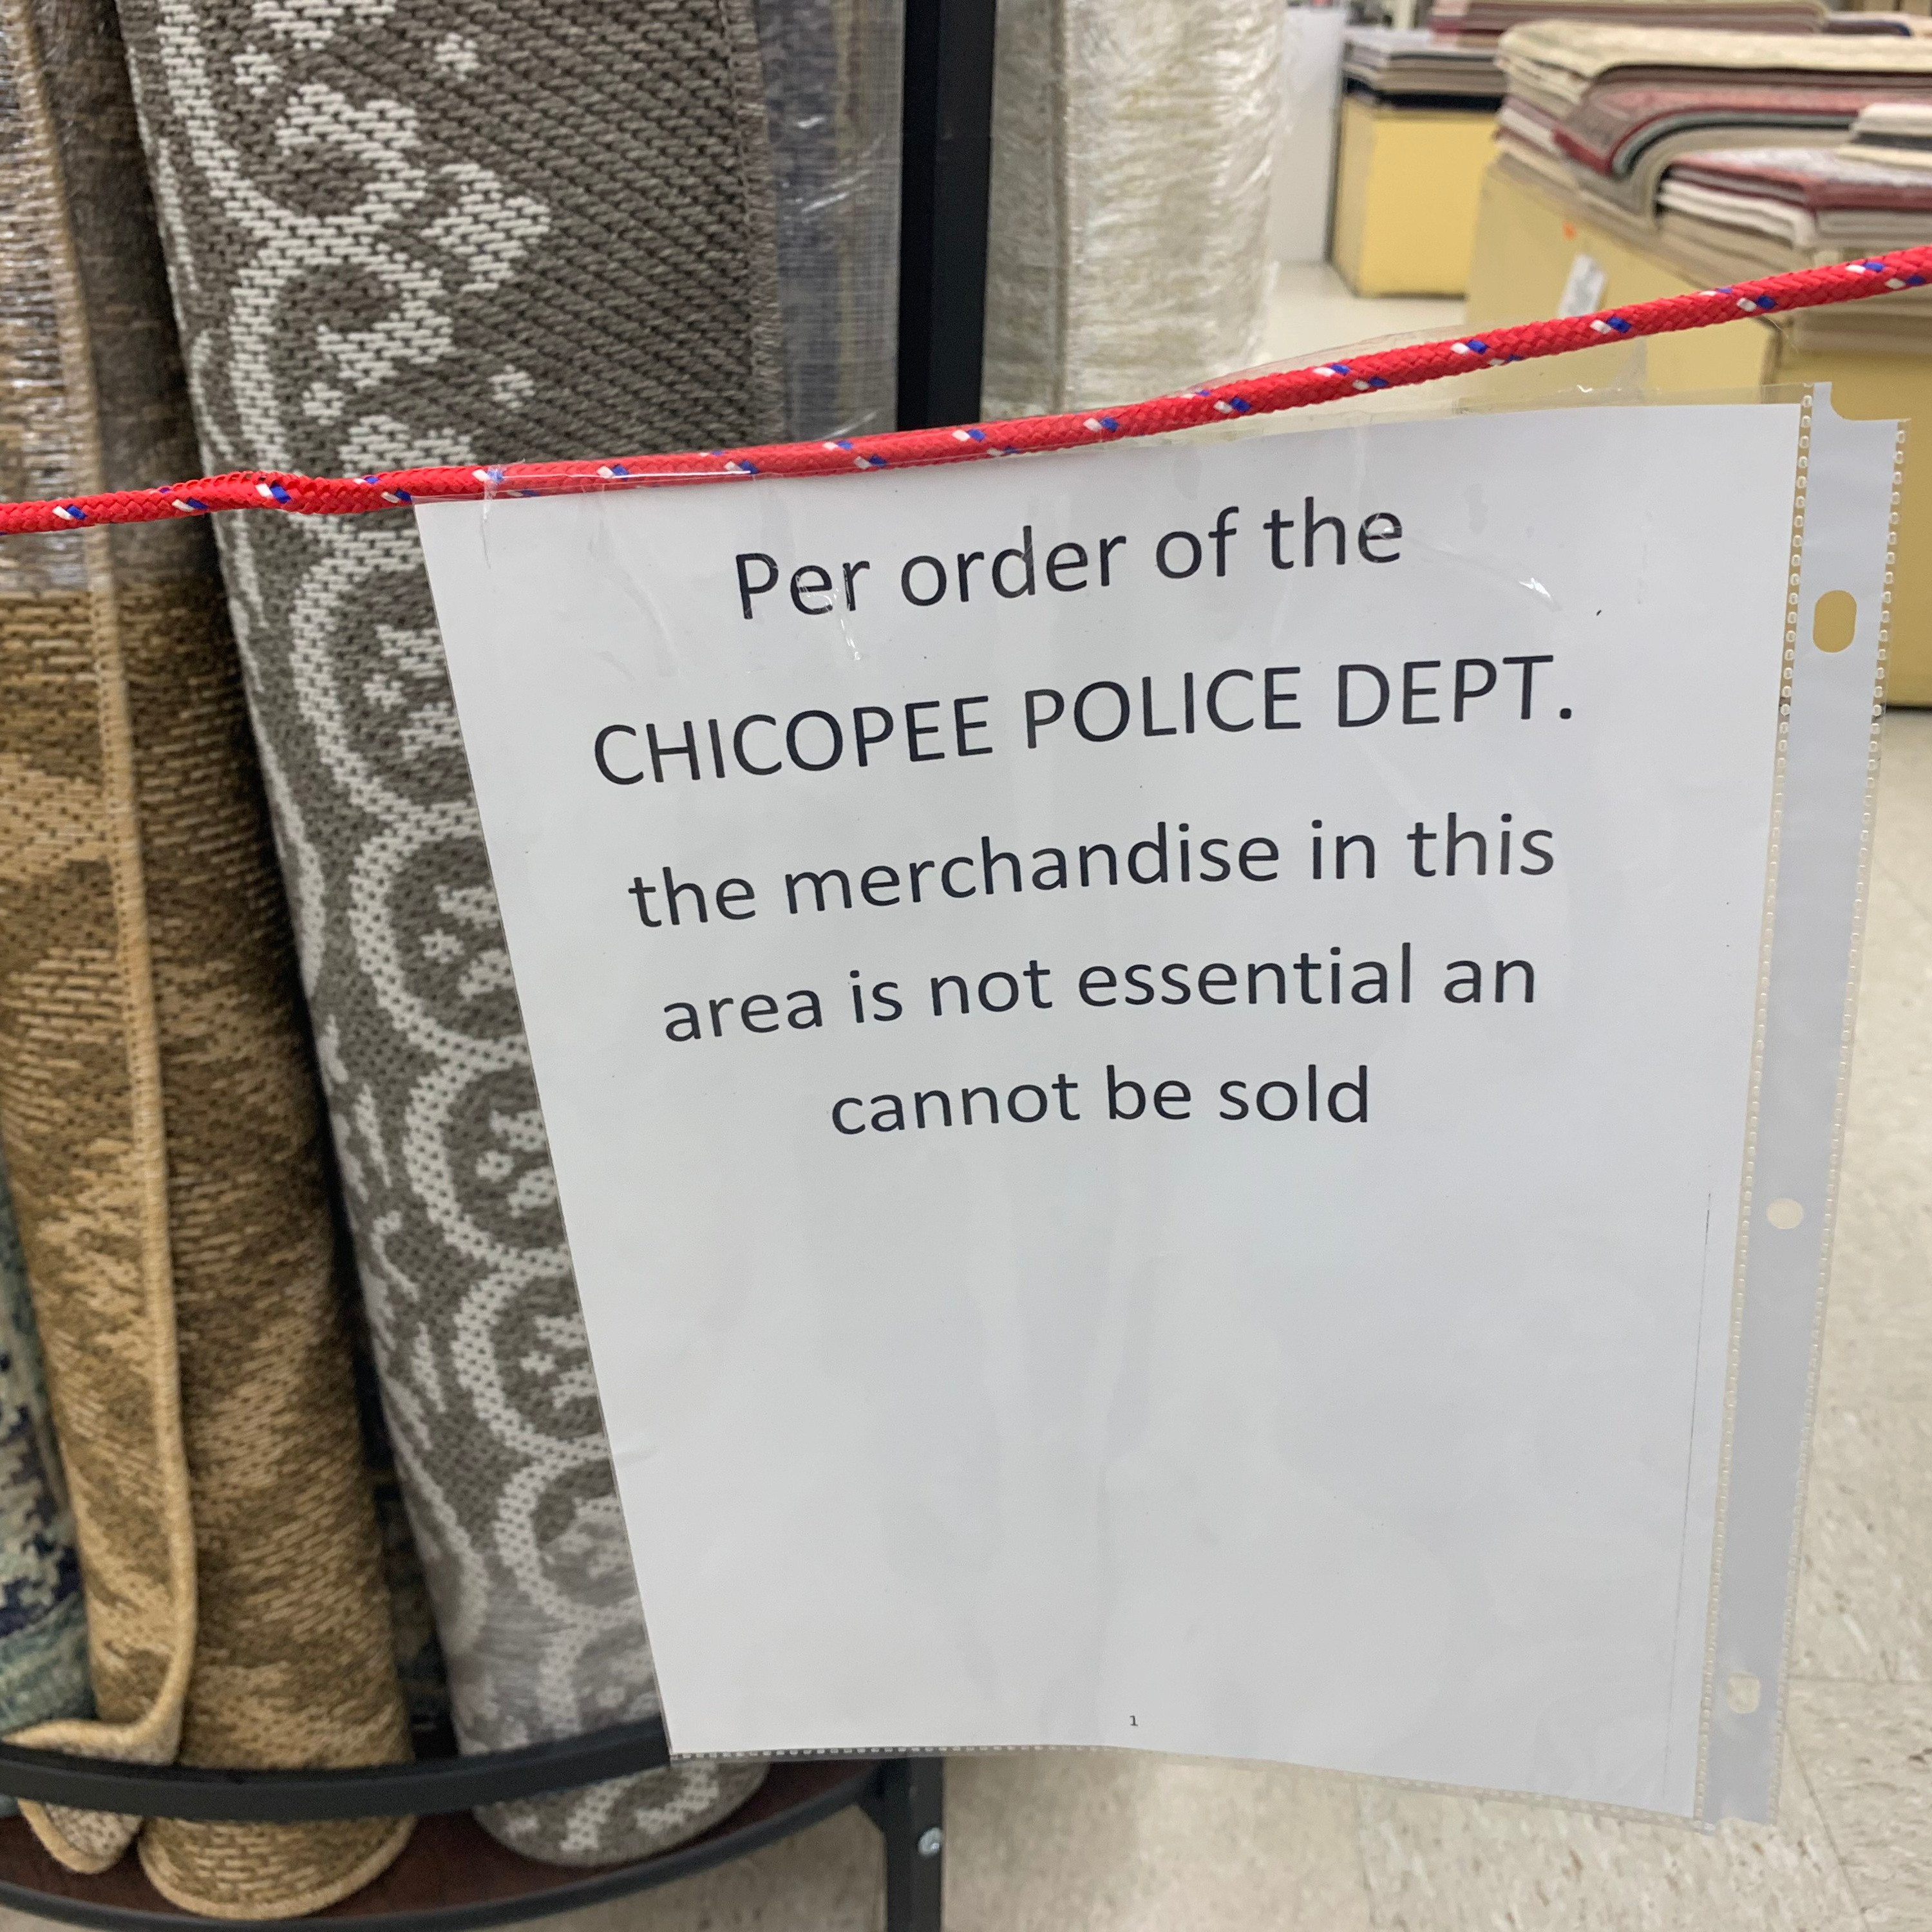 Per order of the
CHICOPEE POLICE DEPT.
the merchandise in this
area is not essential an
cannot be sold
1